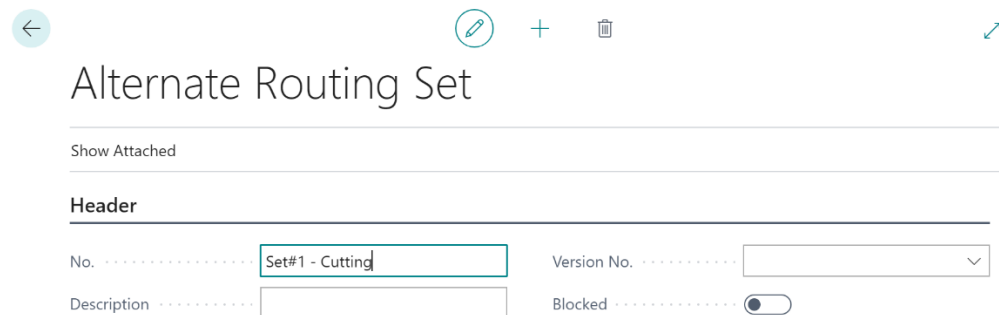 Alternate Routing Set
Show Attached
Header
No. Set#1 - Cutting Version No.
Description Blocked